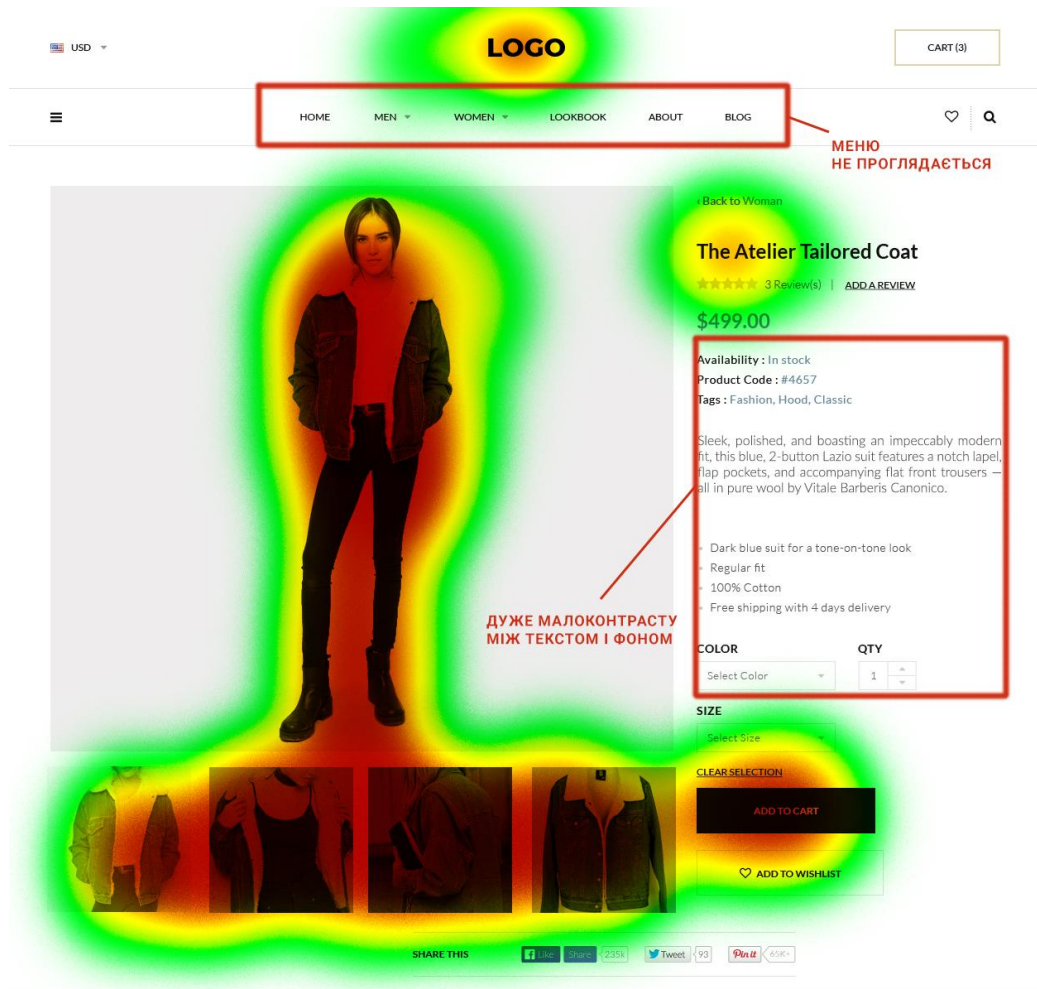 USD
LOGO
CART (3)
HOME MEN WOMEN LOOKBOOK ABOUT BLOG
МЕНЮ
НЕ ПРОГЛЯДАЄТЬСЯ
‹ Back to Woman
The Atelier Tailored Coat
3 Review(s) | ADD A REVIEW
$499.00
Availability : In stock
Product Code : #4657
Tags : Fashion, Hood, Classic
Sleek, polished, and boasting an impeccably modern
fit, this blue, 2-button Lazio suit features a notch lapel,
flap pockets, and accompanying flat front trousers —
all in pure wool by Vitale Barberis Canonico.
Dark blue suit for a tone-on-tone look
Regular fit
100% Cotton
Free shipping with 4 days delivery
ДУЖЕ МАЛОКОНТРАСТУ
МІЖ ТЕКСТОМ І ФОНОМ
COLOR QTY
Select Color 1
SIZE
Select Size
CLEAR SELECTION
ADD TO CART
ADD TO WISHLIST
SHARE THIS Like Share 235k Tweet 93 Pin it 65K+